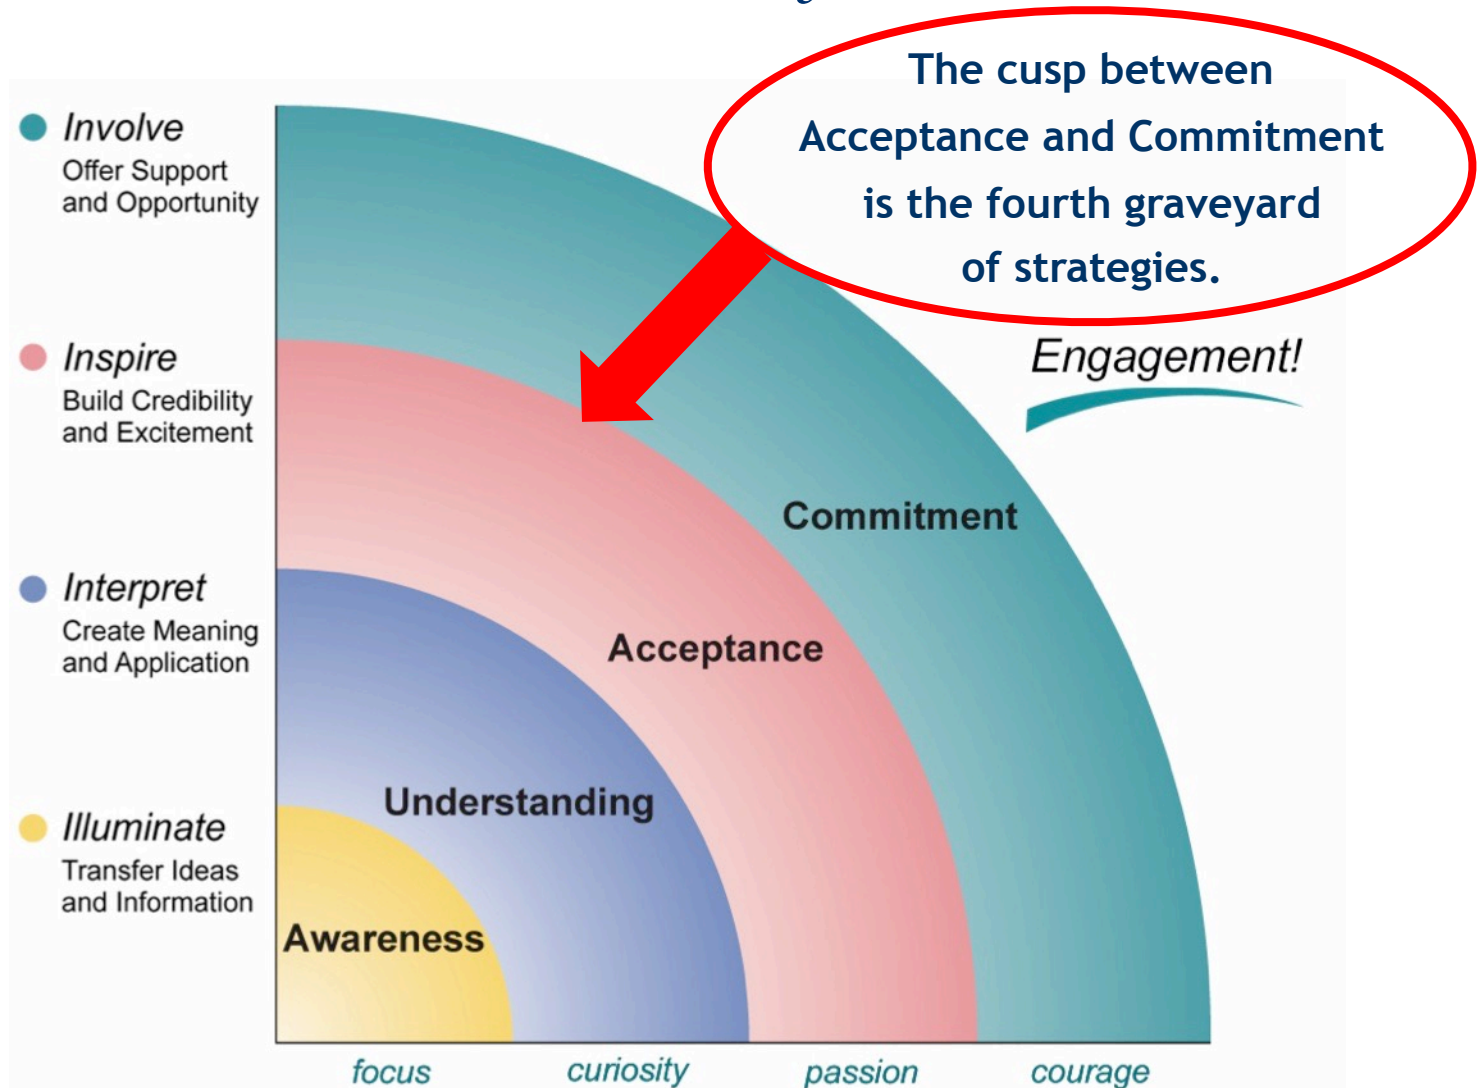 The cusp between
Acceptance and Commitment
is the fourth graveyard
of strategies.
Involve
Offer Support
and Opportunity
Inspire
Build Credibility
and Excitement
Engagement!
Commitment
Interpret
Create Meaning
and Application
Acceptance
Understanding
Illuminate
Transfer Ideas
and Information
Awareness
focus curiosity passion courage